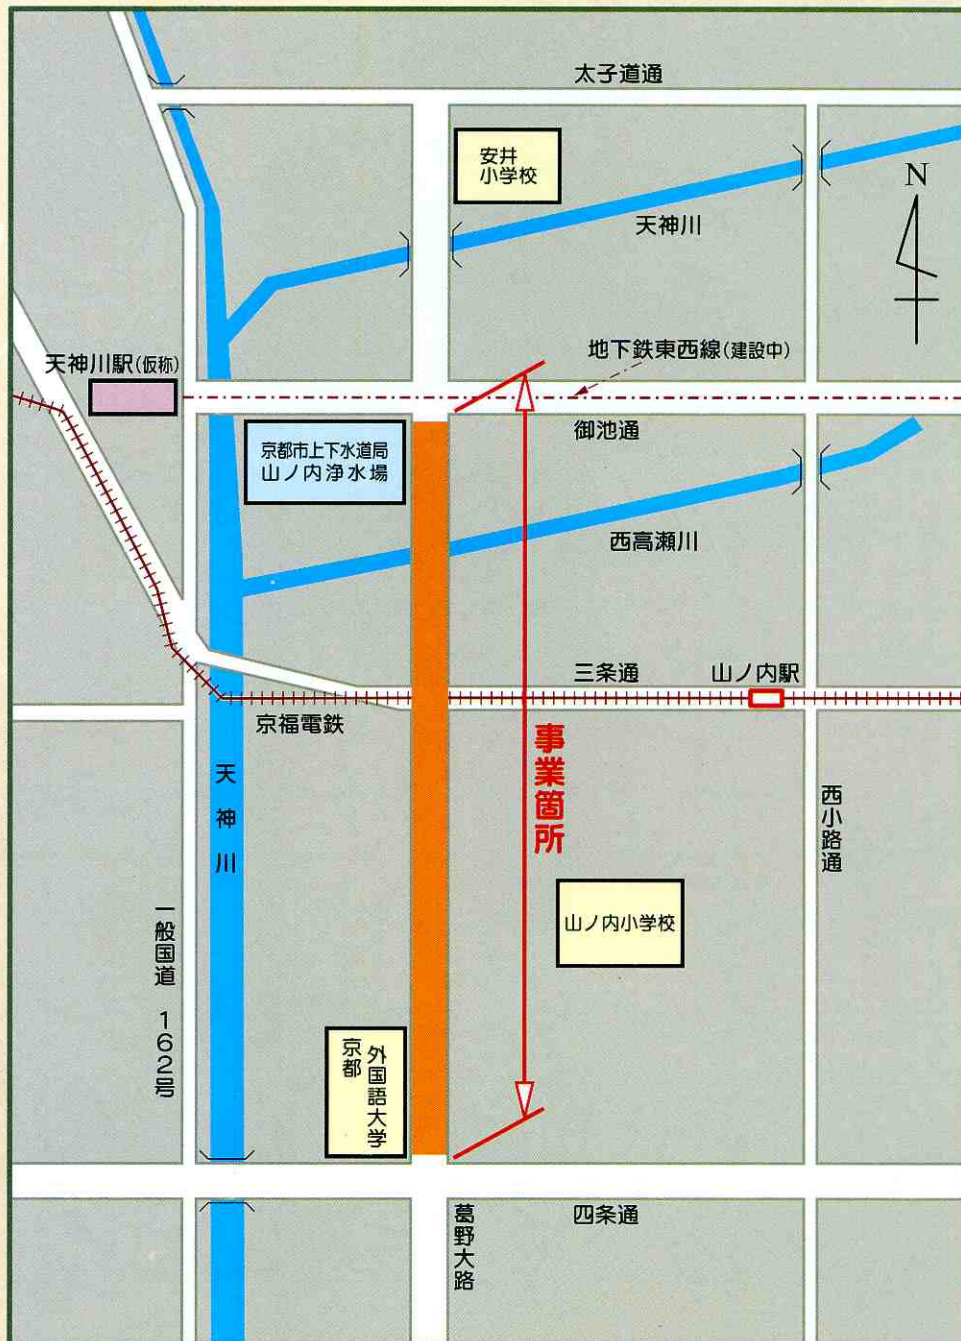 太子道通
安井
小学校
N
天神川
天神川駅(仮称)
地下鉄東西線(建設中)
京都市上下水道局
山ノ内浄水場
御池通
西高瀬川
三条通
山ノ内駅
京福電鉄
事業箇所
天神川
西小路通
山ノ内小学校
一般国道 162号
京都
外国語大学
葛野大路
四条通